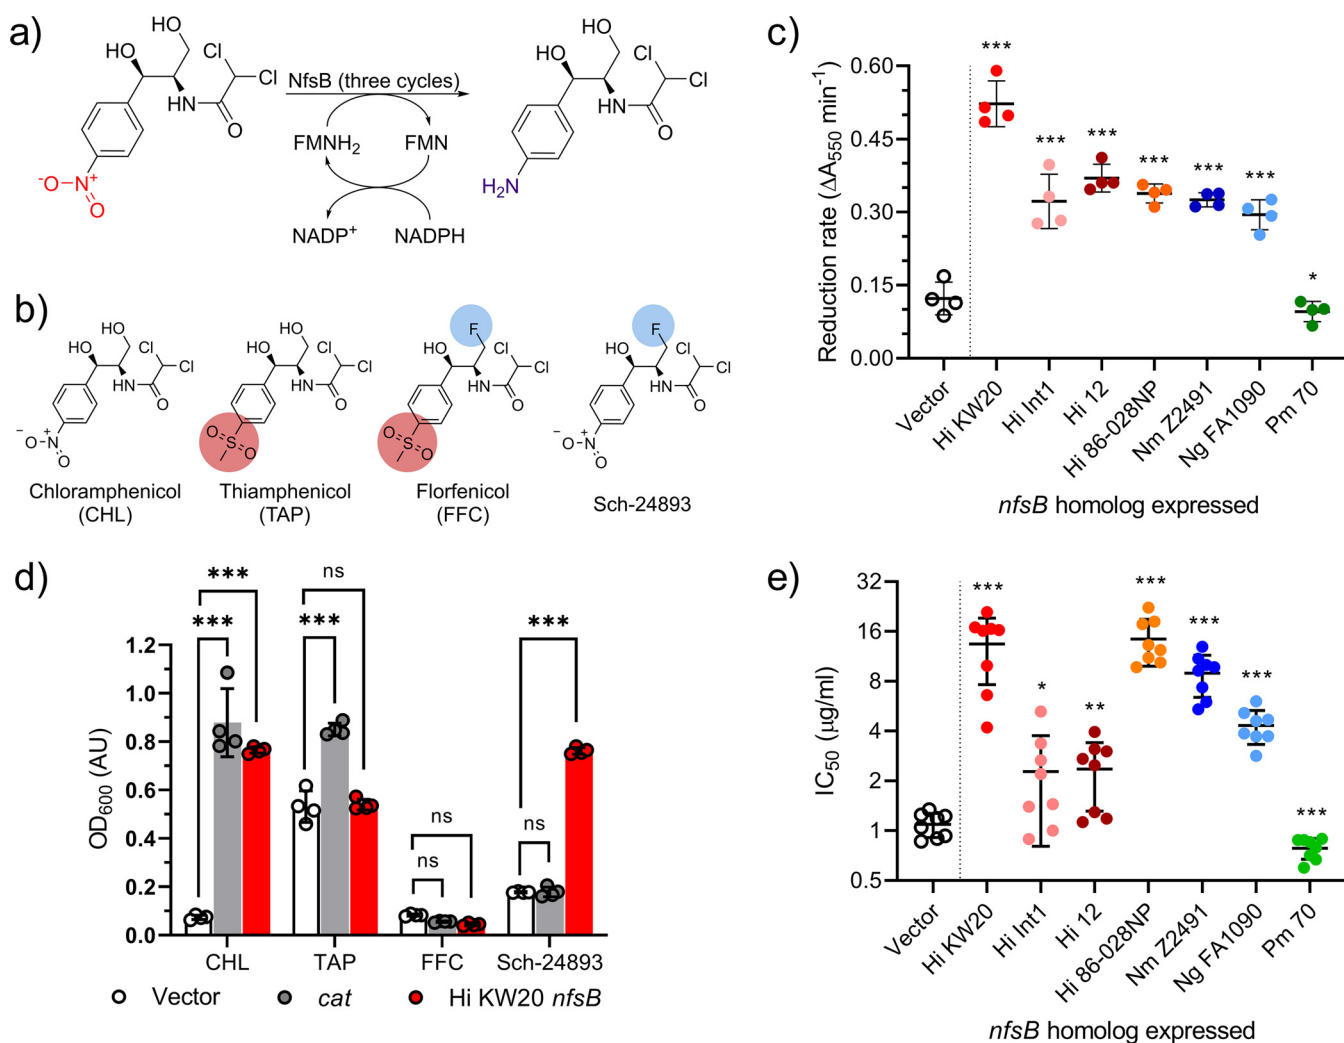 a)
HO
HO
Cl
Cl
HN
O
-O
N+
O
NfsB (three cycles)
FMNH2
FMN
NADP+
NADPH
HO
HO
Cl
Cl
HN
O
H2N
b)
HO
HO
Cl
Cl
HN
O
-O
N+
O
Chloramphenicol
(CHL)
HO
HO
Cl
Cl
NH
O
O
S
O
Thiamphenicol
(TAP)
F
HO
Cl
Cl
NH
O
O
S
O
Florfenicol
(FFC)
F
HO
Cl
Cl
NH
O
-O
N+
O
Sch-24893
c)
Reduction rate (ΔA550 min-1)
0.60
0.45
0.30
0.15
0.00
***
***
***
***
***
***
*
Vector
Hi KW20
Hi Int1
Hi 12
Hi 86-028NP
Nm Z2491
Ng FA1090
Pm 70
nfsB homolog expressed
d)
OD600 (AU)
1.2
1.0
0.8
0.6
0.4
0.2
0.0
***
***
ns
***
ns
ns
***
ns
CHL
TAP
FFC
Sch-24893
Vector
cat
Hi KW20 nfsB
e)
IC50 (μg/ml)
32
16
8
4
2
1
0.5
***
*
**
***
***
***
***
Vector
Hi KW20
Hi Int1
Hi 12
Hi 86-028NP
Nm Z2491
Ng FA1090
Pm 70
nfsB homolog expressed